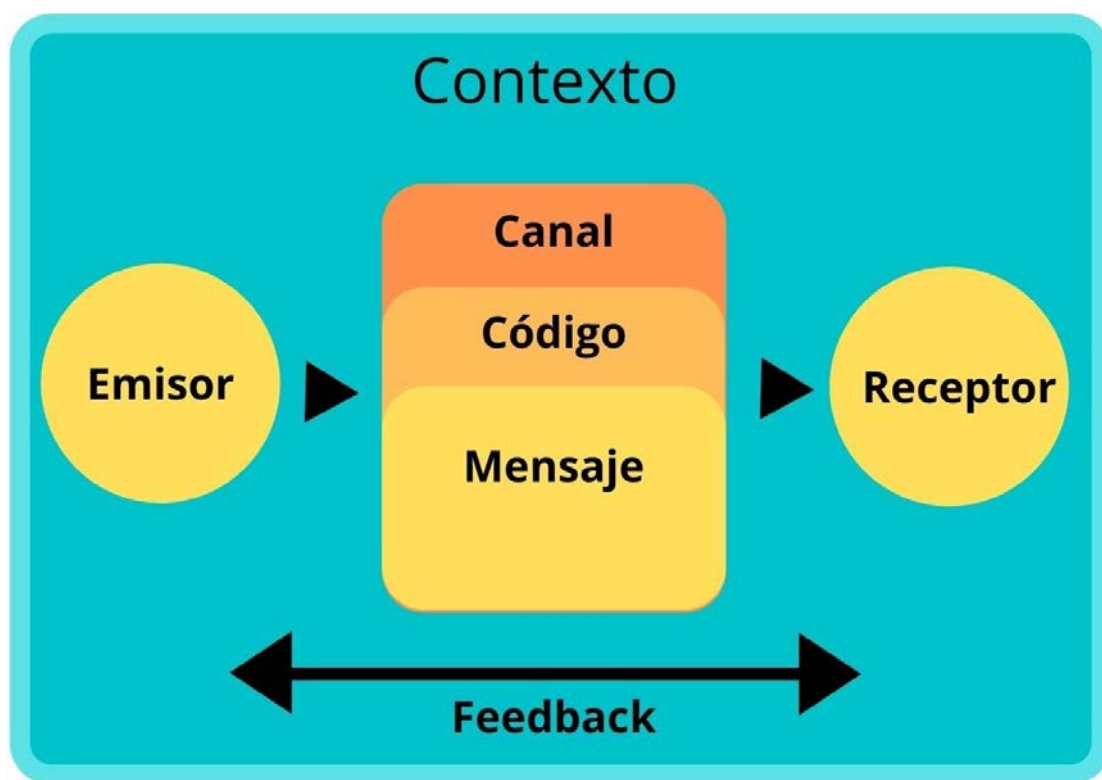 Contexto
Canal
Código
Emisor
Receptor
Mensaje
Feedback